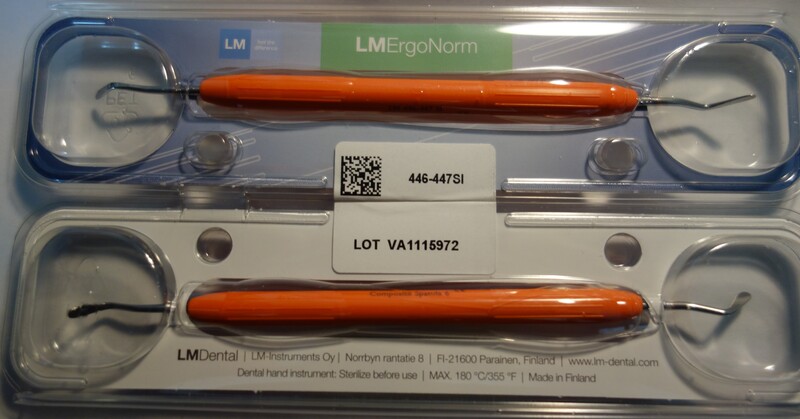 LM
LMErgoNorm
446-447SI
LOT VA1115972
LMDental | LM-Instruments Oy | Norrbyn rantatie 8 | FI-21600 Parainen, Finland | www.lm-dental.com
Dental hand instrument: Sterilize before use | MAX. 180 °C/355 °F | Made in Finland